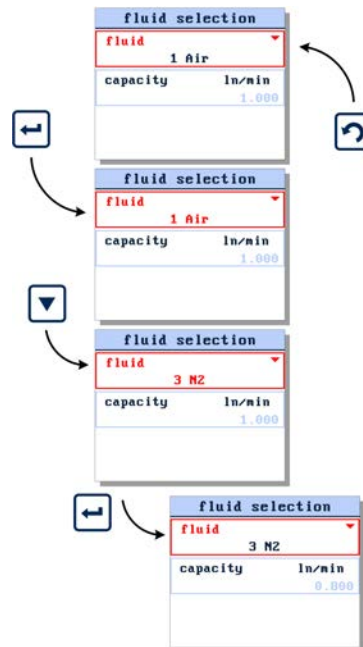 fluid selection
fluid
1 Air
capacity ln/min
1.000
fluid selection
fluid
1 Air
capacity ln/min
1.000
fluid selection
fluid
3 N2
capacity ln/min
1.000
fluid selection
fluid
3 N2
capacity ln/min
0.800